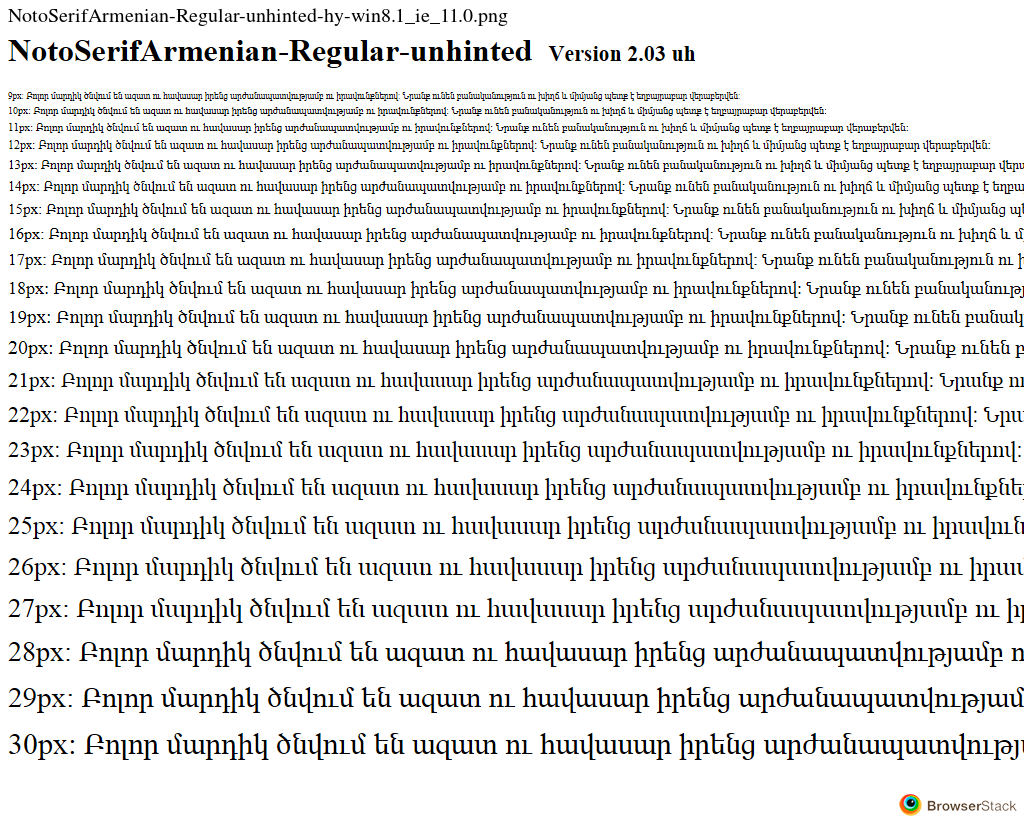 NotoSerifArmenian-Regular-unhinted-hy-win8.1_ie_11.0.png
NotoSerifArmenian-Regular-unhinted Version 2.03 uh
9px: Բոլոր մարդիկ ծնվում են ազատ ու հավասար իրենց արժանապատվությամբ ու իրավունքներով: Նրանք ունեն բանականություն ու խիղճ և միմյանց պետք է եղբայրաբար վերաբերվեն:
10px: Բոլոր մարդիկ ծնվում են ազատ ու հավասար իրենց արժանապատվությամբ ու իրավունքներով: Նրանք ունեն բանականություն ու խիղճ և միմյանց պետք է եղբայրաբար վերաբերվեն:
11px: Բոլոր մարդիկ ծնվում են ազատ ու հավասար իրենց արժանապատվությամբ ու իրավունքներով: Նրանք ունեն բանականություն ու խիղճ և միմյանց պետք է եղբայրաբար վերաբերվեն:
12px: Բոլոր մարդիկ ծնվում են ազատ ու հավասար իրենց արժանապատվությամբ ու իրավունքներով: Նրանք ունեն բանականություն ու խիղճ և միմյանց պետք է եղբայրաբար վերաբերվեն:
13px: Բոլոր մարդիկ ծնվում են ազատ ու հավասար իրենց արժանապատվությամբ ու իրավունքներով: Նրանք ունեն բանականություն ու խիղճ և միմյանց պետք է եղբայրաբար վերա
14px: Բոլոր մարդիկ ծնվում են ազատ ու հավասար իրենց արժանապատվությամբ ու իրավունքներով: Նրանք ունեն բանականություն ու խիղճ և միմյանց պետք է եղբա
15px: Բոլոր մարդիկ ծնվում են ազատ ու հավասար իրենց արժանապատվությամբ ու իրավունքներով: Նրանք ունեն բանականություն ու խիղճ և միմյանց պե
16px: Բոլոր մարդիկ ծնվում են ազատ ու հավասար իրենց արժանապատվությամբ ու իրավունքներով: Նրանք ունեն բանականություն ու խիղճ և մ
17px: Բոլոր մարդիկ ծնվում են ազատ ու հավասար իրենց արժանապատվությամբ ու իրավունքներով: Նրանք ունեն բանականություն ու խ
18px: Բոլոր մարդիկ ծնվում են ազատ ու հավասար իրենց արժանապատվությամբ ու իրավունքներով: Նրանք ունեն բանականությ
19px: Բոլոր մարդիկ ծնվում են ազատ ու հավասար իրենց արժանապատվությամբ ու իրավունքներով: Նրանք ունեն բանակ
20px: Բոլոր մարդիկ ծնվում են ազատ ու հավասար իրենց արժանապատվությամբ ու իրավունքներով: Նրանք ունեն բ
21px: Բոլոր մարդիկ ծնվում են ազատ ու հավասար իրենց արժանապատվությամբ ու իրավունքներով: Նրանք ու
22px: Բոլոր մարդիկ ծնվում են ազատ ու հավասար իրենց արժանապատվությամբ ու իրավունքներով: Նրա
23px: Բոլոր մարդիկ ծնվում են ազատ ու հավասար իրենց արժանապատվությամբ ու իրավունքներով:
24px: Բոլոր մարդիկ ծնվում են ազատ ու հավասար իրենց արժանապատվությամբ ու իրավունքնե
25px: Բոլոր մարդիկ ծնվում են ազատ ու հավասար իրենց արժանապատվությամբ ու իրավուն
26px: Բոլոր մարդիկ ծնվում են ազատ ու հավասար իրենց արժանապատվությամբ ու իրավ
27px: Բոլոր մարդիկ ծնվում են ազատ ու հավասար իրենց արժանապատվությամբ ու իր
28px: Բոլոր մարդիկ ծնվում են ազատ ու հավասար իրենց արժանապատվությամբ ո
29px: Բոլոր մարդիկ ծնվում են ազատ ու հավասար իրենց արժանապատվությամ
30px: Բոլոր մարդիկ ծնվում են ազատ ու հավասար իրենց արժանապատվությ
BrowserStack